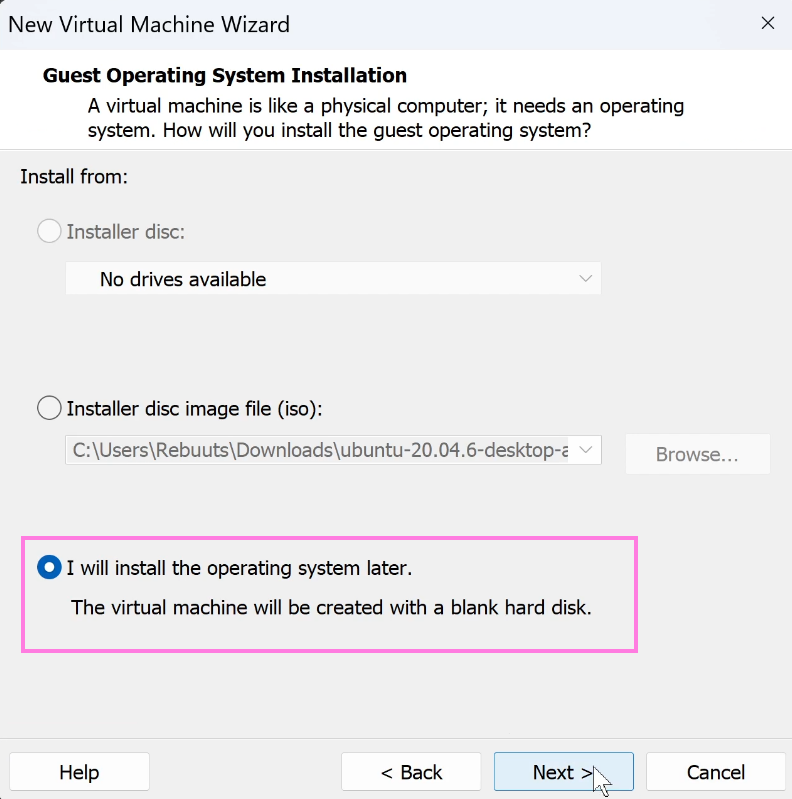 New Virtual Machine Wizard
Guest Operating System Installation
A virtual machine is like a physical computer; it needs an operating
system. How will you install the guest operating system?
Install from:
Installer disc:
No drives available
Installer disc image file (iso):
C:\Users\Rebuuts\Downloads\ubuntu-20.04.6-desktop-a
Browse...
I will install the operating system later.
The virtual machine will be created with a blank hard disk.
Help
< Back
Next >
Cancel